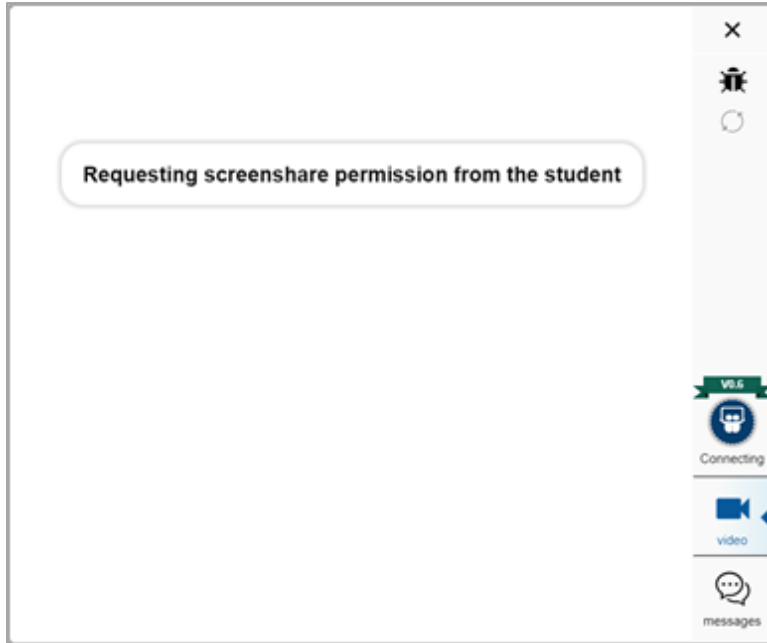 Requesting screenshare permission from the student
V0.6
Connecting
video
messages